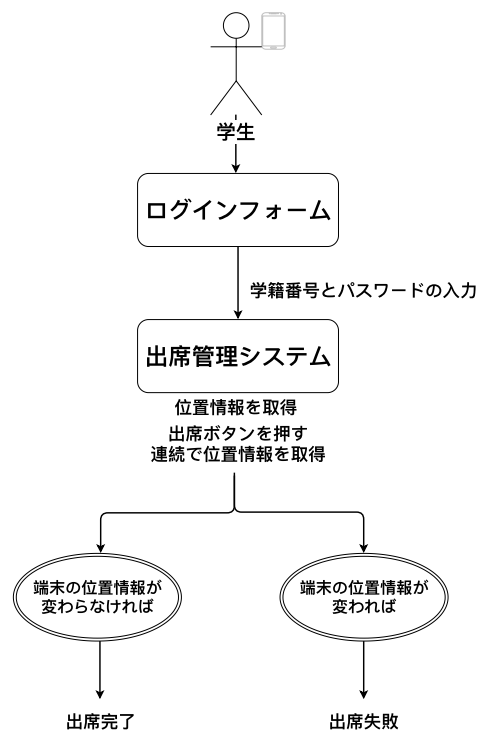 学生
ログインフォーム
学籍番号とパスワードの入力
出席管理システム
位置情報を取得
出席ボタンを押す
連続で位置情報を取得
端末の位置情報が
変わらなければ
端末の位置情報が
変われば
出席完了
出席失敗